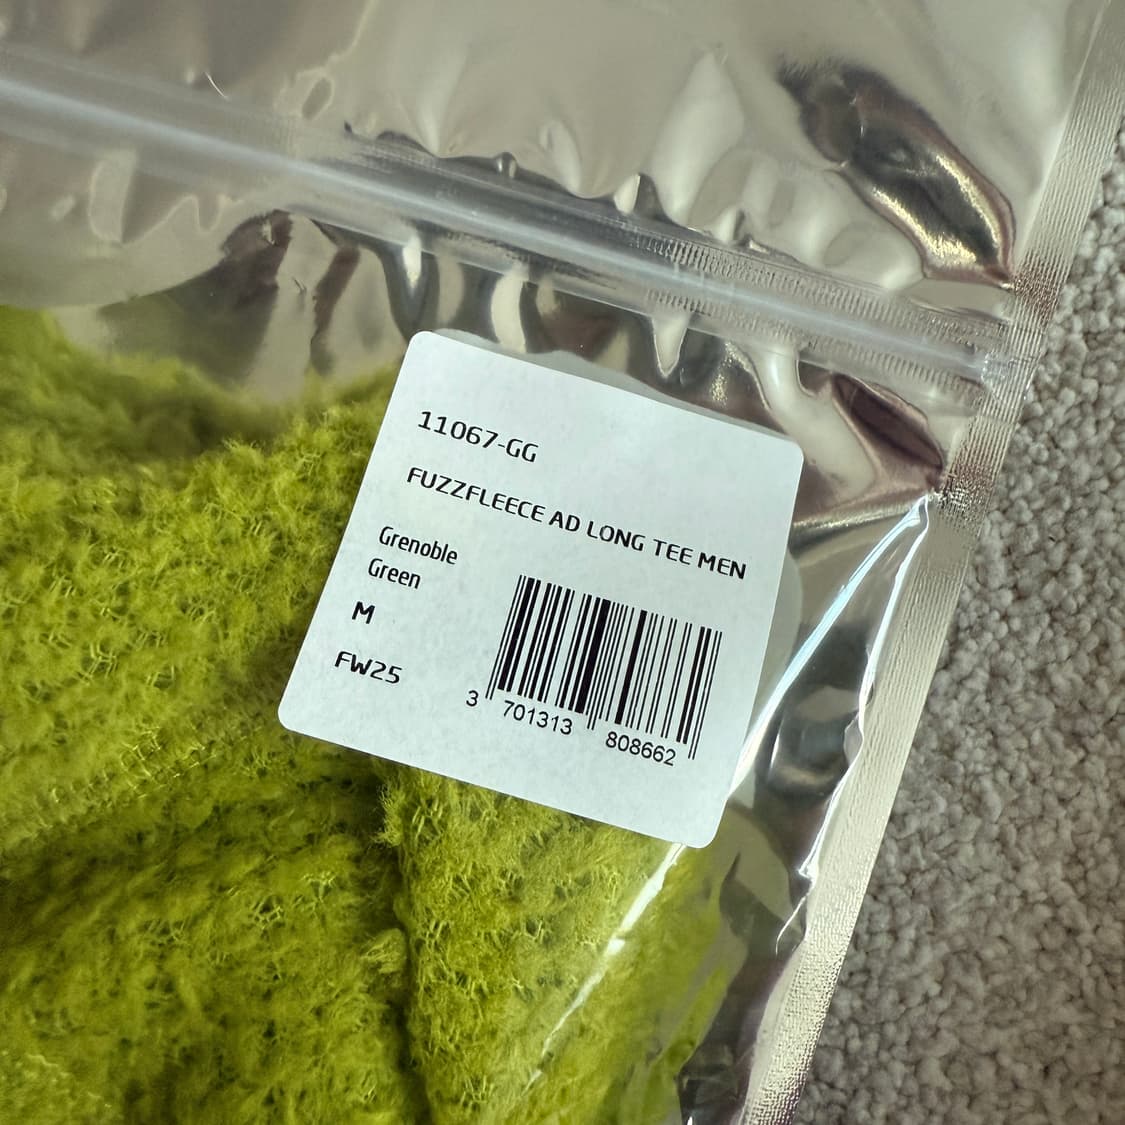 11067-GG
FUZZFLEECE AD LONG TEE MEN
Grenoble
Green
M
FW25
3 701313 808662